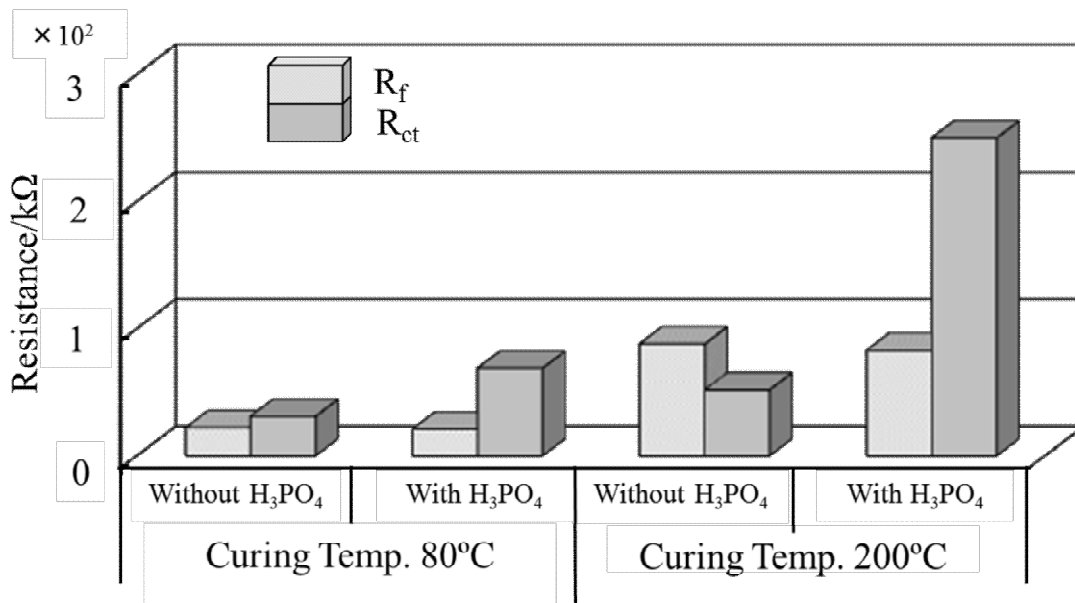 × 10²
3
2
1
0
Resistance/kΩ
R_f
R_ct
Without H₃PO₄
With H₃PO₄
Without H₃PO₄
With H₃PO₄
Curing Temp. 80ºC
Curing Temp. 200ºC